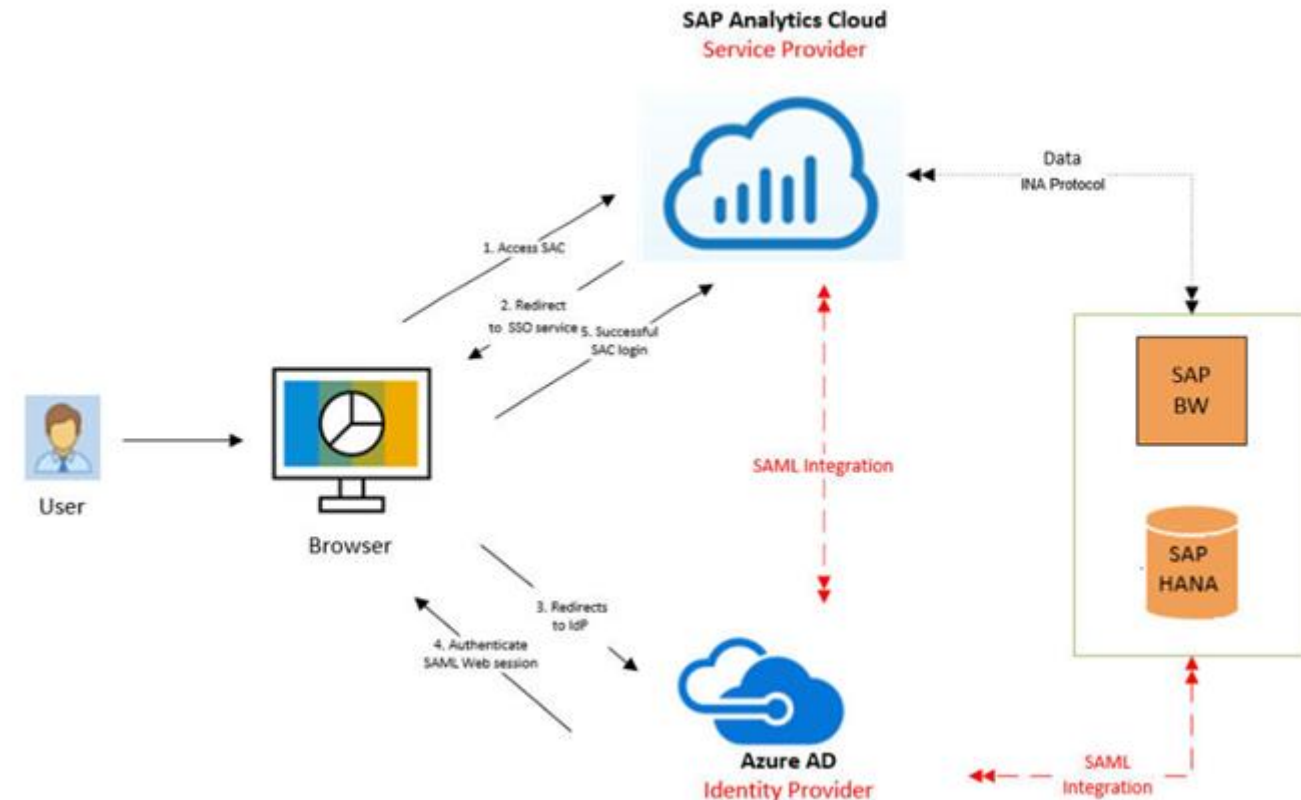 SAP Analytics Cloud
Service Provider
Data
INA Protocol
1. Access SAC
2. Redirect
to SSO service
5. Successful
SAC login
SAP
BW
SAML Integration
User
Browser
SAP
HANA
3. Redirects
to IdP
4. Authenticate
SAML Web session
Azure AD
Identity Provider
SAML
Integration